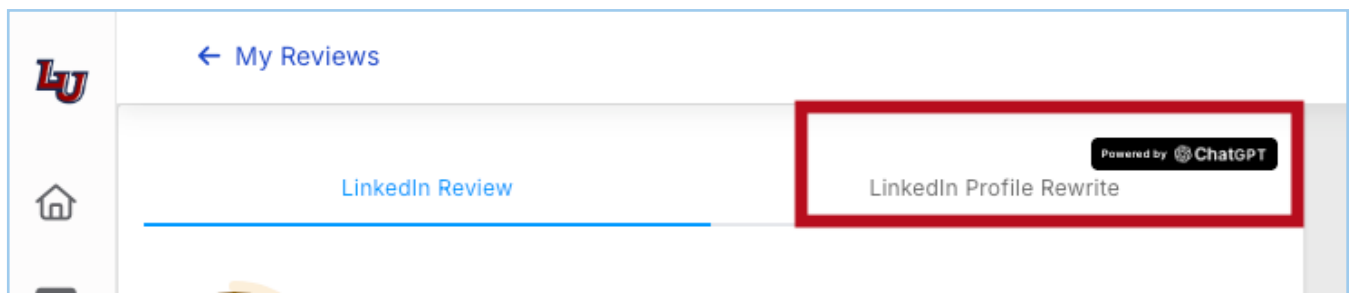 LU
← My Reviews
Powered by ChatGPT
LinkedIn Review
LinkedIn Profile Rewrite